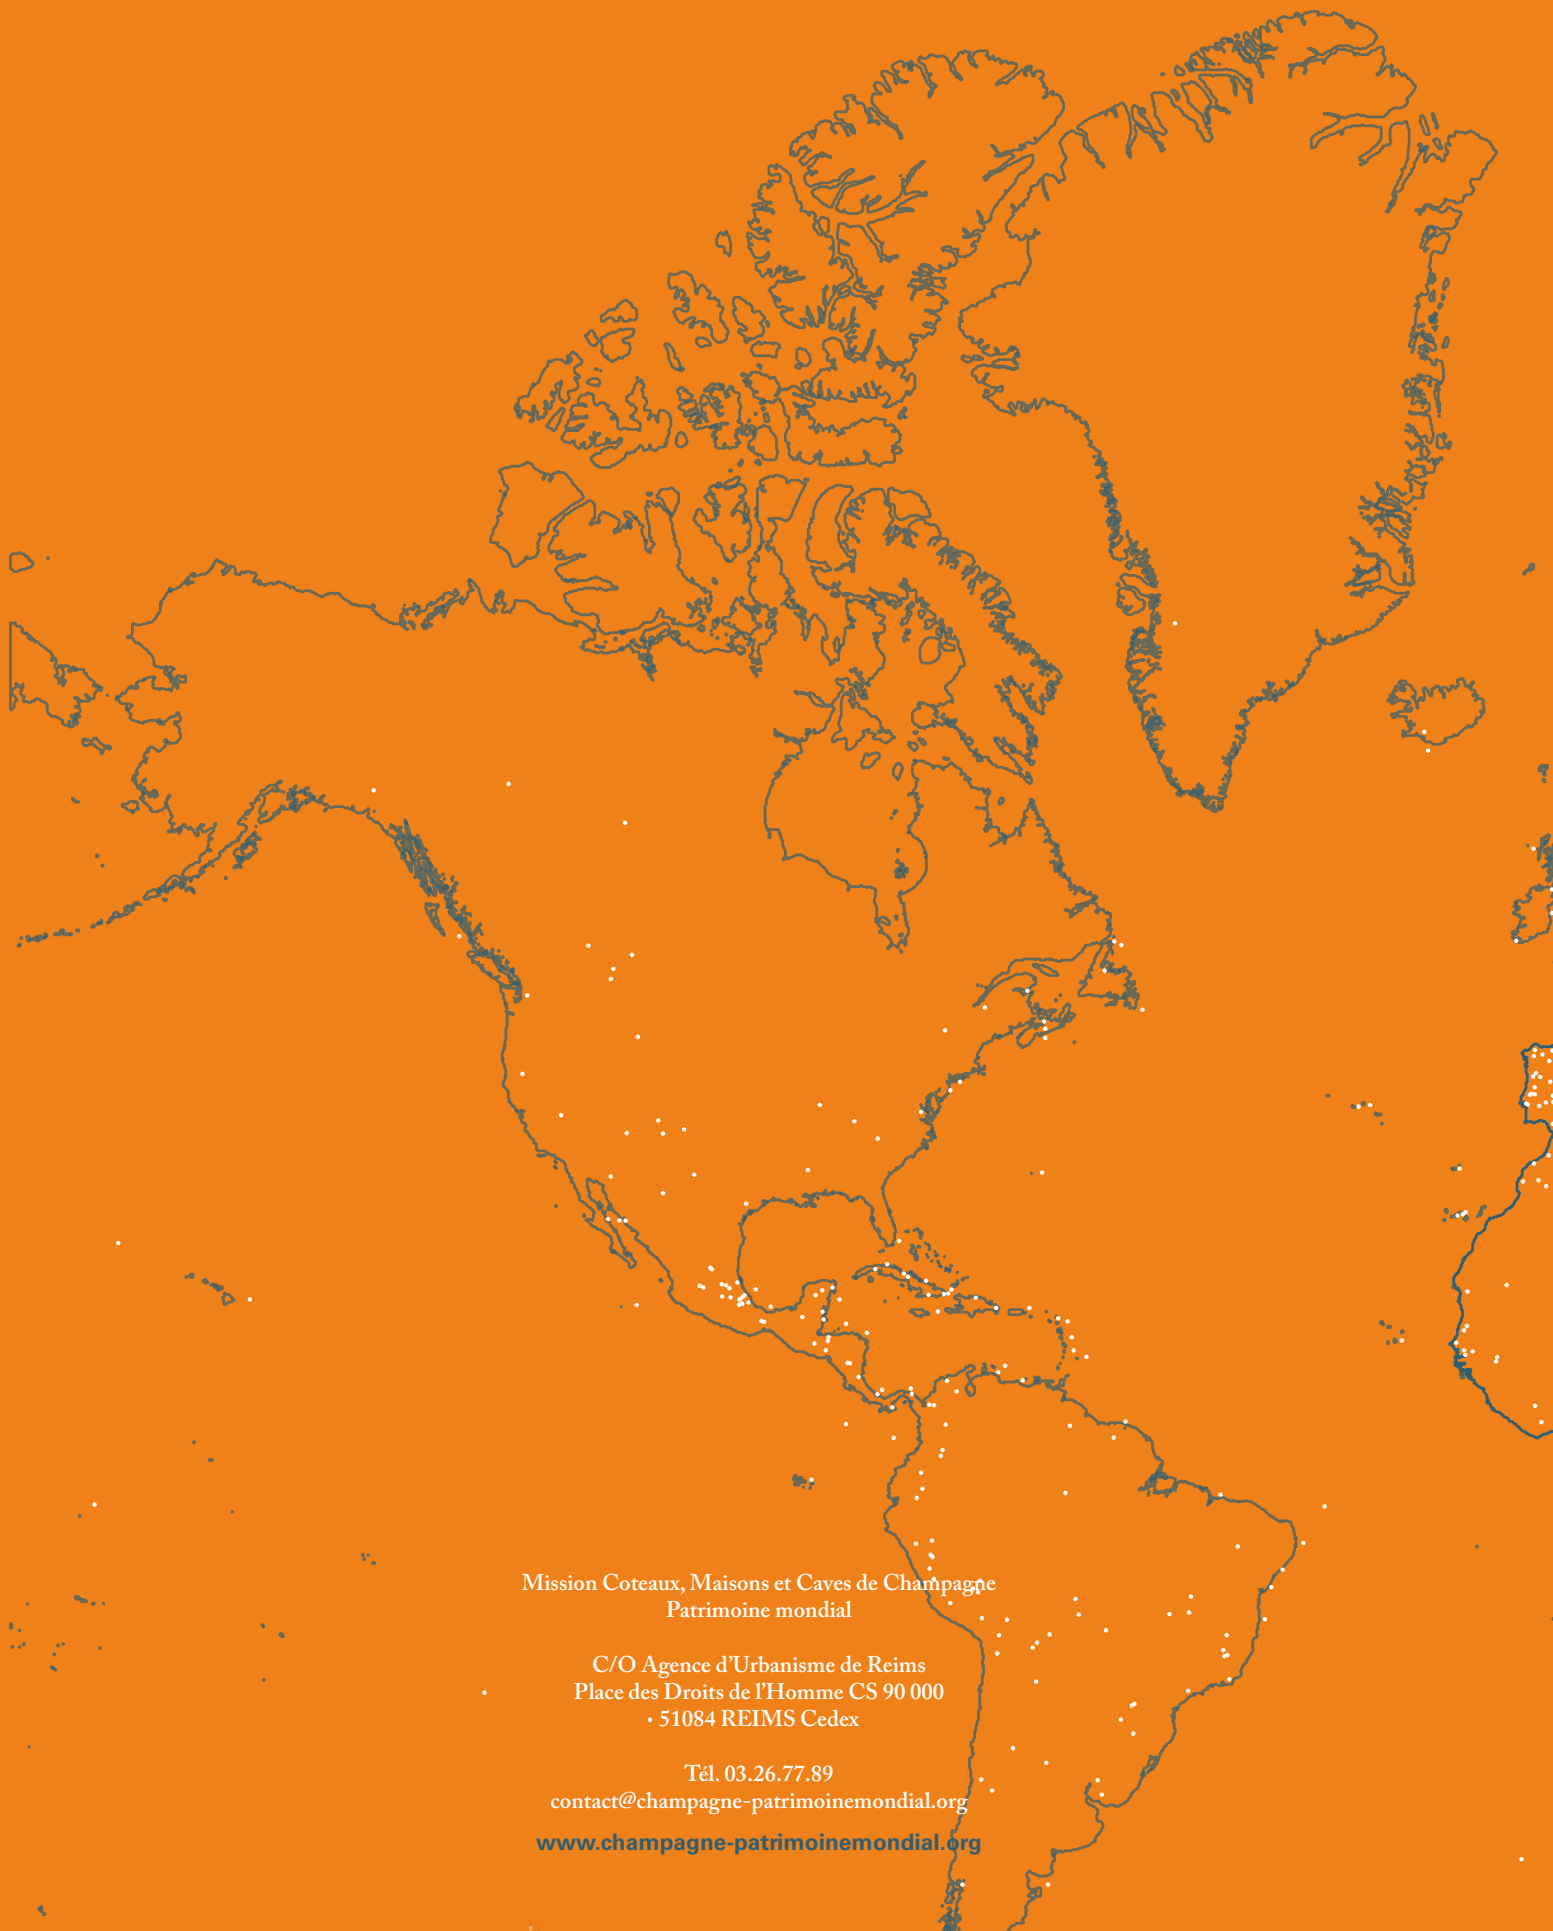 Mission Coteaux, Maisons et Caves de Champagne
Patrimoine mondial
C/O Agence d'Urbanisme de Reims
Place des Droits de l'Homme CS 90 000
51084 REIMS Cedex
Tél. 03.26.77.89
contact@champagne-patrimoinemondial.org
www.champagne-patrimoinemondial.org